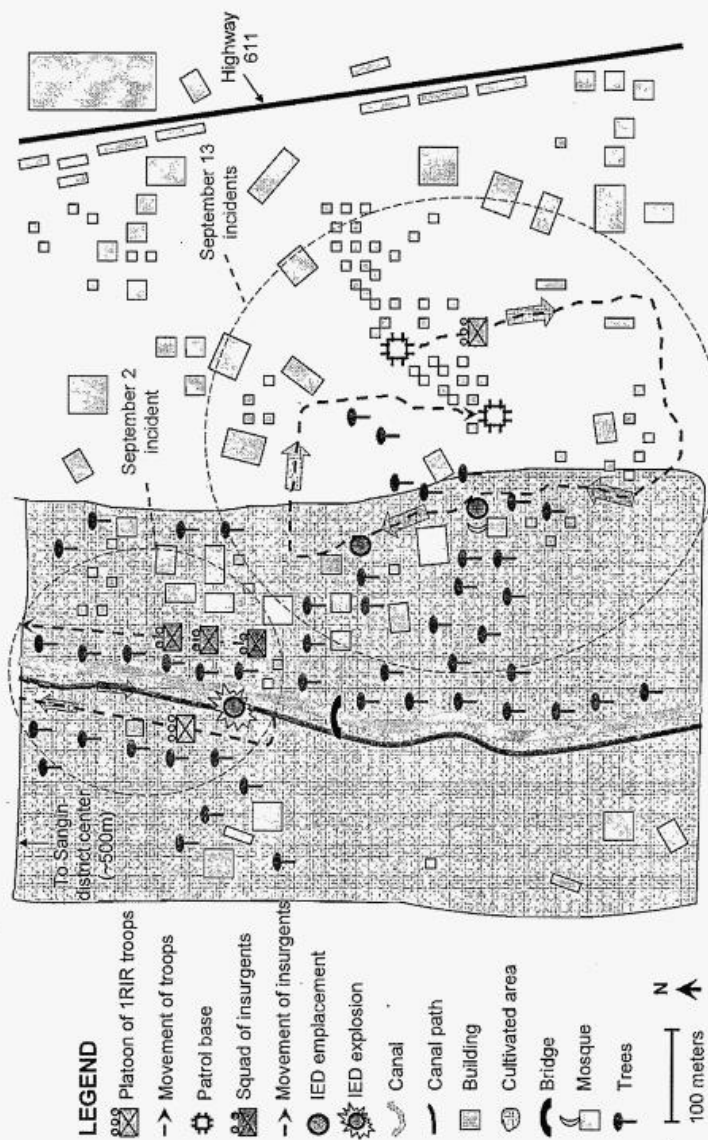 September 2
incident
September 13
incidents
Highway
611
To Sangin
district center
(~500m)
LEGEND
Platoon of 1RIR troops
Movement of troops
Patrol base
Squad of insurgents
Movement of insurgents
IED emplacement
IED explosion
Canal
Canal path
Building
Cultivated area
Bridge
Mosque
Trees
100 meters
N